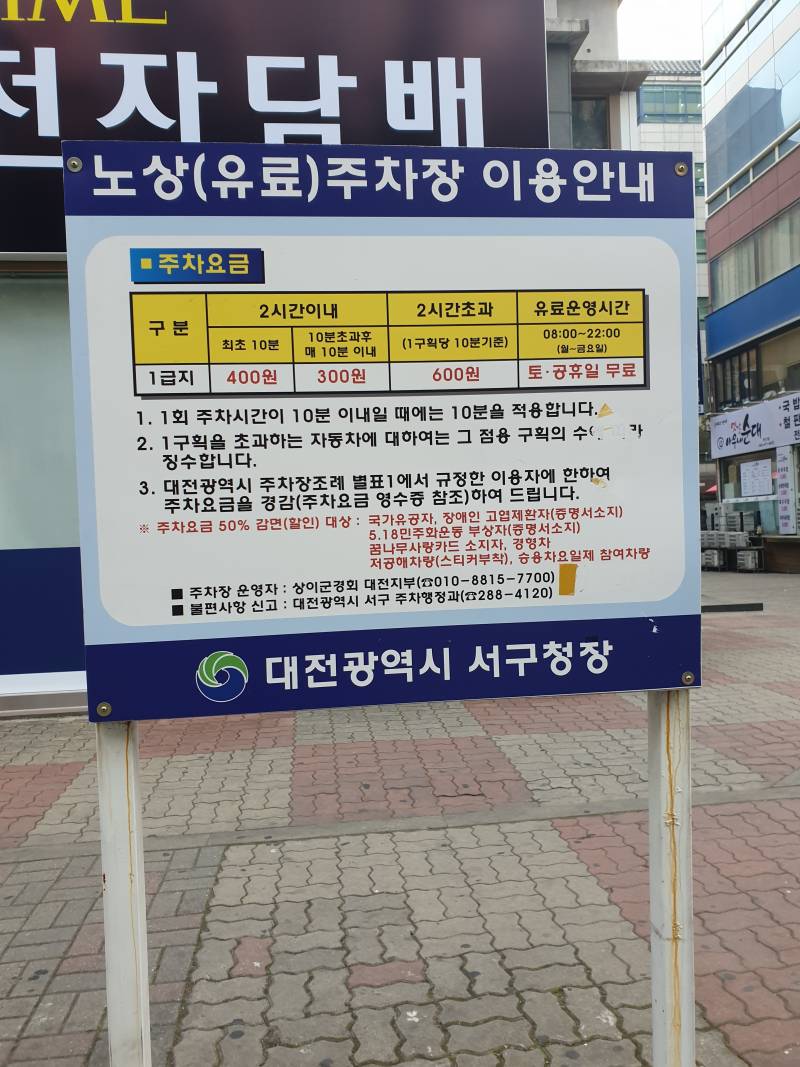 IME
전자담배
노상(유료)주차장 이용안내
■ 주차요금
구 분 2시간이내 2시간초과 유료운영시간
최초 10분 10분초과후 매 10분 이내 (1구획당 10분기준) 08:00~22:00 (월~금요일)
1급지 400원 300원 600원 토·공휴일 무료
1. 1회 주차시간이 10분 이내일 때에는 10분을 적용합니다.
2. 1구획을 초과하는 자동차에 대하여는 그 점용 구획의
징수합니다.
3. 대전광역시 주차장조례 별표1에서 규정한 이용자에 한하여
주차요금을 경감(주차요금 영수증 참조)하여 드립니다.
※ 주차요금 50% 감면(할인) 대상 : 국가유공자, 장애인 고엽제환자(증명서소지)
5.18민주화운동 부상자(증명서소지)
꿈나무사랑카드 소지자, 경형차
저공해차량(스티커부착), 승용차요일제 참여차량
■ 주차장 운영자 : 상이군경회 대전지부(☎010-8815-7700)
■ 불편사항 신고 : 대전광역시 서구 주차행정과(☎288-4120)
대전광역시 서구청장
순대